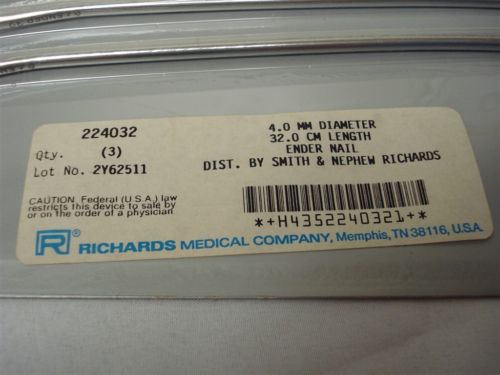 224032
Qty. (3)
Lot No. 2Y62511
4.0 MM DIAMETER
32.0 CM LENGTH
ENDER NAIL
DIST. BY SMITH & NEPHEW RICHARDS
CAUTION: Federal (U.S.A.) law
restricts this device to sale by
or on the order of a physician.
*+H4352240321+*
R RICHARDS MEDICAL COMPANY, Memphis, TN 38116, U.S.A.